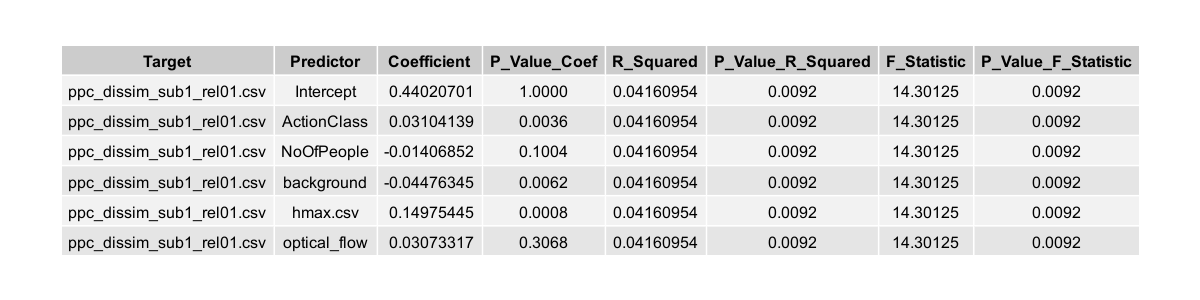 Target Predictor Coefficient P_Value_Coef R_Squared P_Value_R_Squared F_Statistic P_Value_F_Statistic
ppc_dissim_sub1_rel01.csv Intercept 0.44020701 1.0000 0.04160954 0.0092 14.30125 0.0092
ppc_dissim_sub1_rel01.csv ActionClass 0.03104139 0.0036 0.04160954 0.0092 14.30125 0.0092
ppc_dissim_sub1_rel01.csv NoOfPeople -0.01406852 0.1004 0.04160954 0.0092 14.30125 0.0092
ppc_dissim_sub1_rel01.csv background -0.04476345 0.0062 0.04160954 0.0092 14.30125 0.0092
ppc_dissim_sub1_rel01.csv hmax.csv 0.14975445 0.0008 0.04160954 0.0092 14.30125 0.0092
ppc_dissim_sub1_rel01.csv optical_flow 0.03073317 0.3068 0.04160954 0.0092 14.30125 0.0092